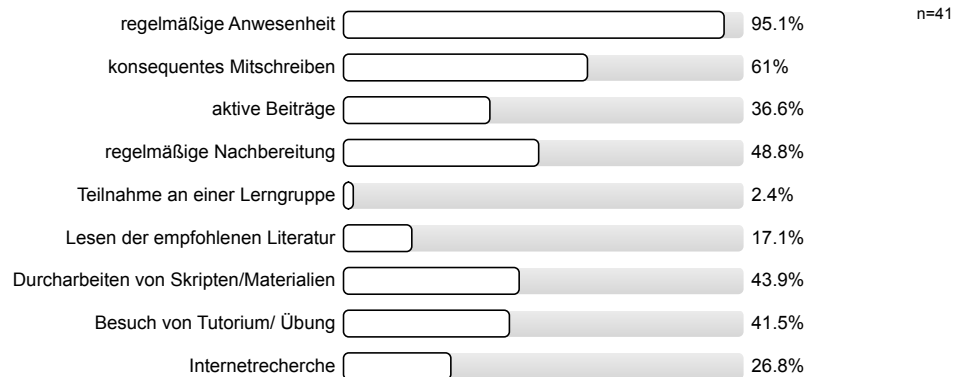 n=41
regelmäßige Anwesenheit 95.1%
konsequentes Mitschreiben 61%
aktive Beiträge 36.6%
regelmäßige Nachbereitung 48.8%
Teilnahme an einer Lerngruppe 2.4%
Lesen der empfohlenen Literatur 17.1%
Durcharbeiten von Skripten/Materialien 43.9%
Besuch von Tutorium/ Übung 41.5%
Internetrecherche 26.8%